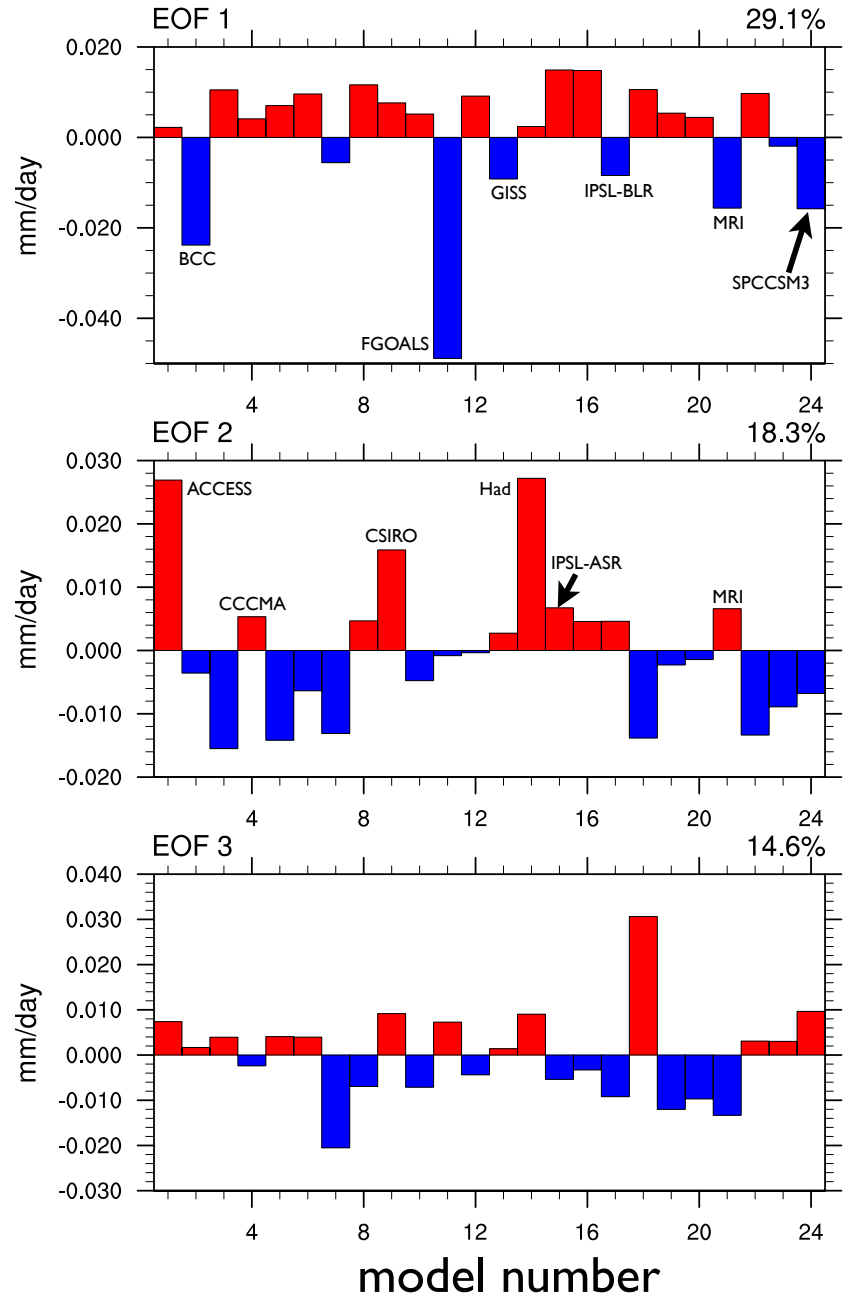 EOF 1 29.1%
0.020
0.000
-0.020
-0.040
mm/day
BCC
FGOALS
GISS
IPSL-BLR
MRI
SPCCSM3
4 8 12 16 20 24
EOF 2 18.3%
0.030
0.020
0.010
0.000
-0.010
-0.020
mm/day
ACCESS
CCCMA
CSIRO
Had
IPSL-ASR
MRI
4 8 12 16 20 24
EOF 3 14.6%
0.040
0.030
0.020
0.010
0.000
-0.010
-0.020
-0.030
mm/day
4 8 12 16 20 24
model number